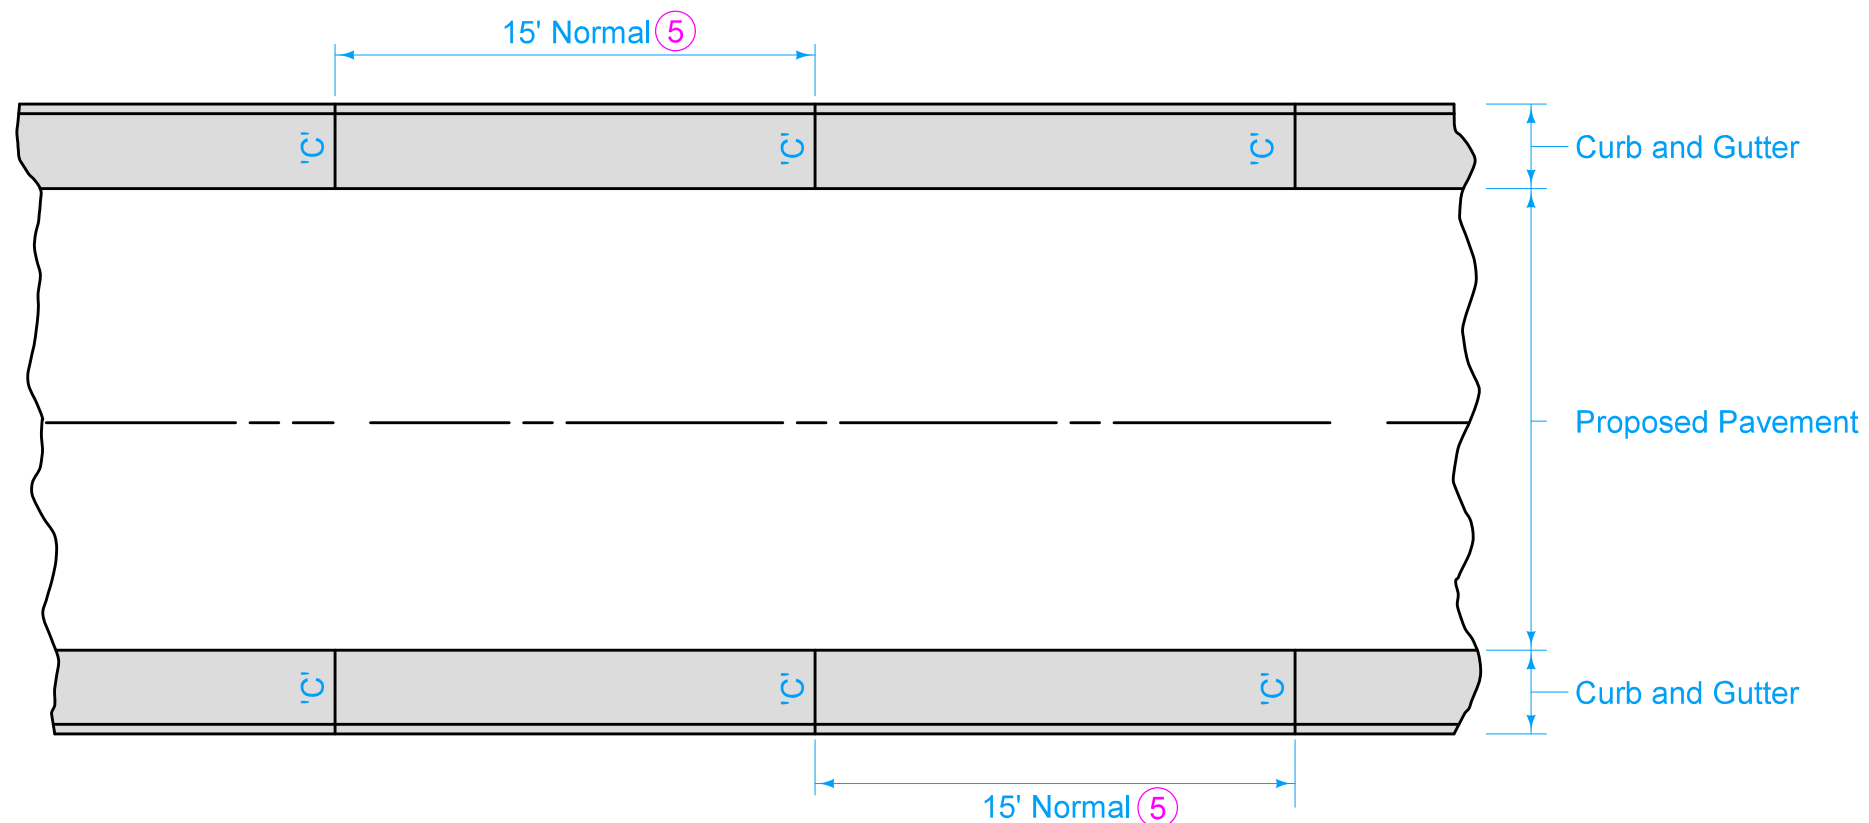 15' Normal 5
'C' 'C' 'C'
Curb and Gutter
Proposed Pavement
'C' 'C' 'C'
Curb and Gutter
15' Normal 5